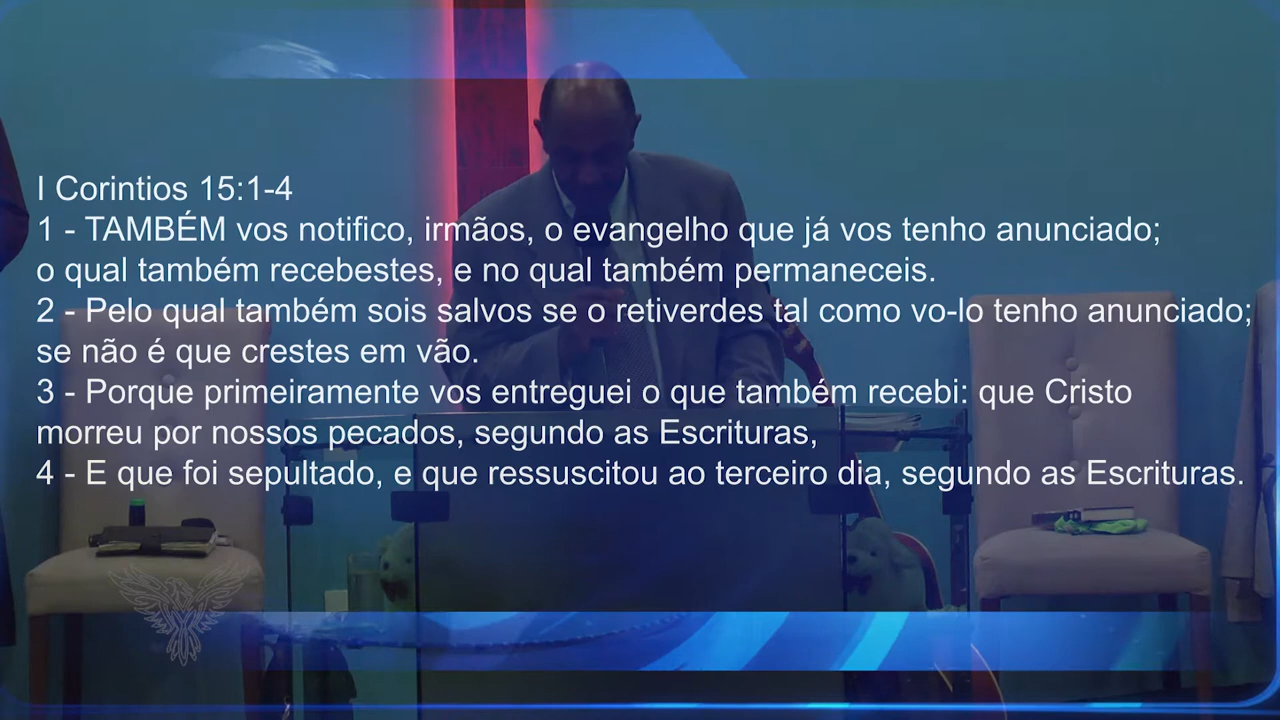 I Corintios 15:1-4
1 - TAMBÉM vos notifico, irmãos, o evangelho que já vos tenho anunciado;
o qual também recebestes, e no qual também permaneceis.
2 - Pelo qual também sois salvos se o retiverdes tal como vo-lo tenho anunciado;
se não é que crestes em vão.
3 - Porque primeiramente vos entreguei o que também recebi: que Cristo
morreu por nossos pecados, segundo as Escrituras,
4 - E que foi sepultado, e que ressuscitou ao terceiro dia, segundo as Escrituras.